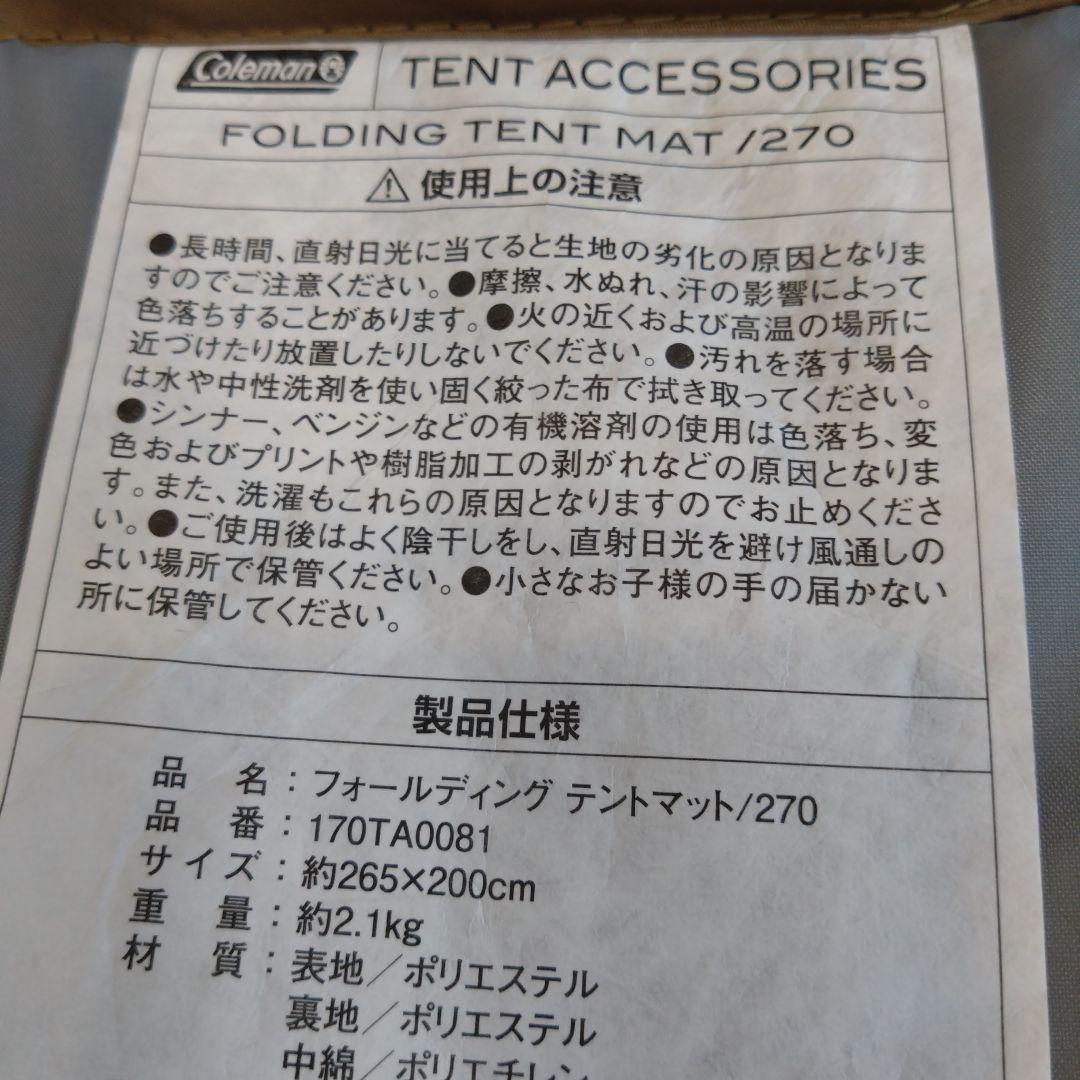 Coleman
TENT ACCESSORIES
FOLDING TENT MAT /270
⚠使用上の注意
●長時間、直射日光に当てると生地の劣化の原因となりま
すのでご注意ください。●摩擦、水ぬれ、汗の影響によって
色落ちすることがあります。●火の近くおよび高温の場所に
近づけたり放置したりしないでください。●汚れを落す場合
は水や中性洗剤を使い固く絞った布で拭き取ってください。
●シンナー、ベンジンなどの有機溶剤の使用は色落ち、変
色およびプリントや樹脂加工の剥がれなどの原因となりま
す。また、洗濯もこれらの原因となりますのでお止めくださ
い。●ご使用後はよく陰干しをし、直射日光を避け風通しの
よい場所で保管ください。●小さなお子様の手の届かない
所に保管してください。
製品仕様
品名：フォールディング テントマット/270
品番：170TA0081
サイズ：約265×200cm
重量：約2.1kg
材質：表地／ポリエステル
裏地／ポリエステル
中綿／ポリエチレン